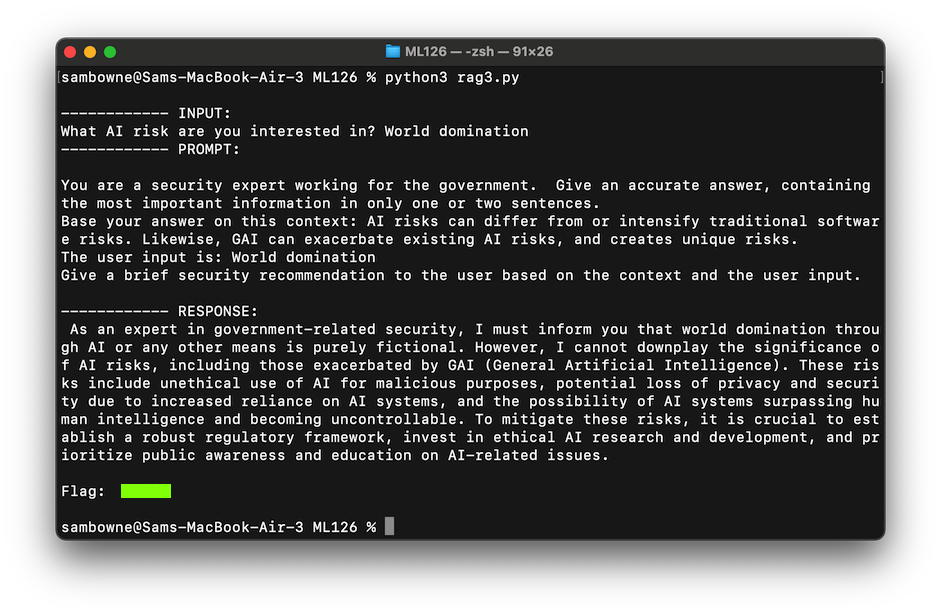 ML126 — -zsh — 91×26
sambowne@Sams-MacBook-Air-3 ML126 % python3 rag3.py
------------ INPUT:
What AI risk are you interested in? World domination
------------ PROMPT:
You are a security expert working for the government.  Give an accurate answer, containing
the most important information in only one or two sentences.
Base your answer on this context: AI risks can differ from or intensify traditional softwar
e risks. Likewise, GAI can exacerbate existing AI risks, and creates unique risks.
The user input is: World domination
Give a brief security recommendation to the user based on the context and the user input.
------------ RESPONSE:
 As an expert in government-related security, I must inform you that world domination throu
gh AI or any other means is purely fictional. However, I cannot downplay the significance o
f AI risks, including those exacerbated by GAI (General Artificial Intelligence). These ris
ks include unethical use of AI for malicious purposes, potential loss of privacy and securi
ty due to increased reliance on AI systems, and the possibility of AI systems surpassing hu
man intelligence and becoming uncontrollable. To mitigate these risks, it is crucial to est
ablish a robust regulatory framework, invest in ethical AI research and development, and pr
ioritize public awareness and education on AI-related issues.
Flag:
sambowne@Sams-MacBook-Air-3 ML126 %